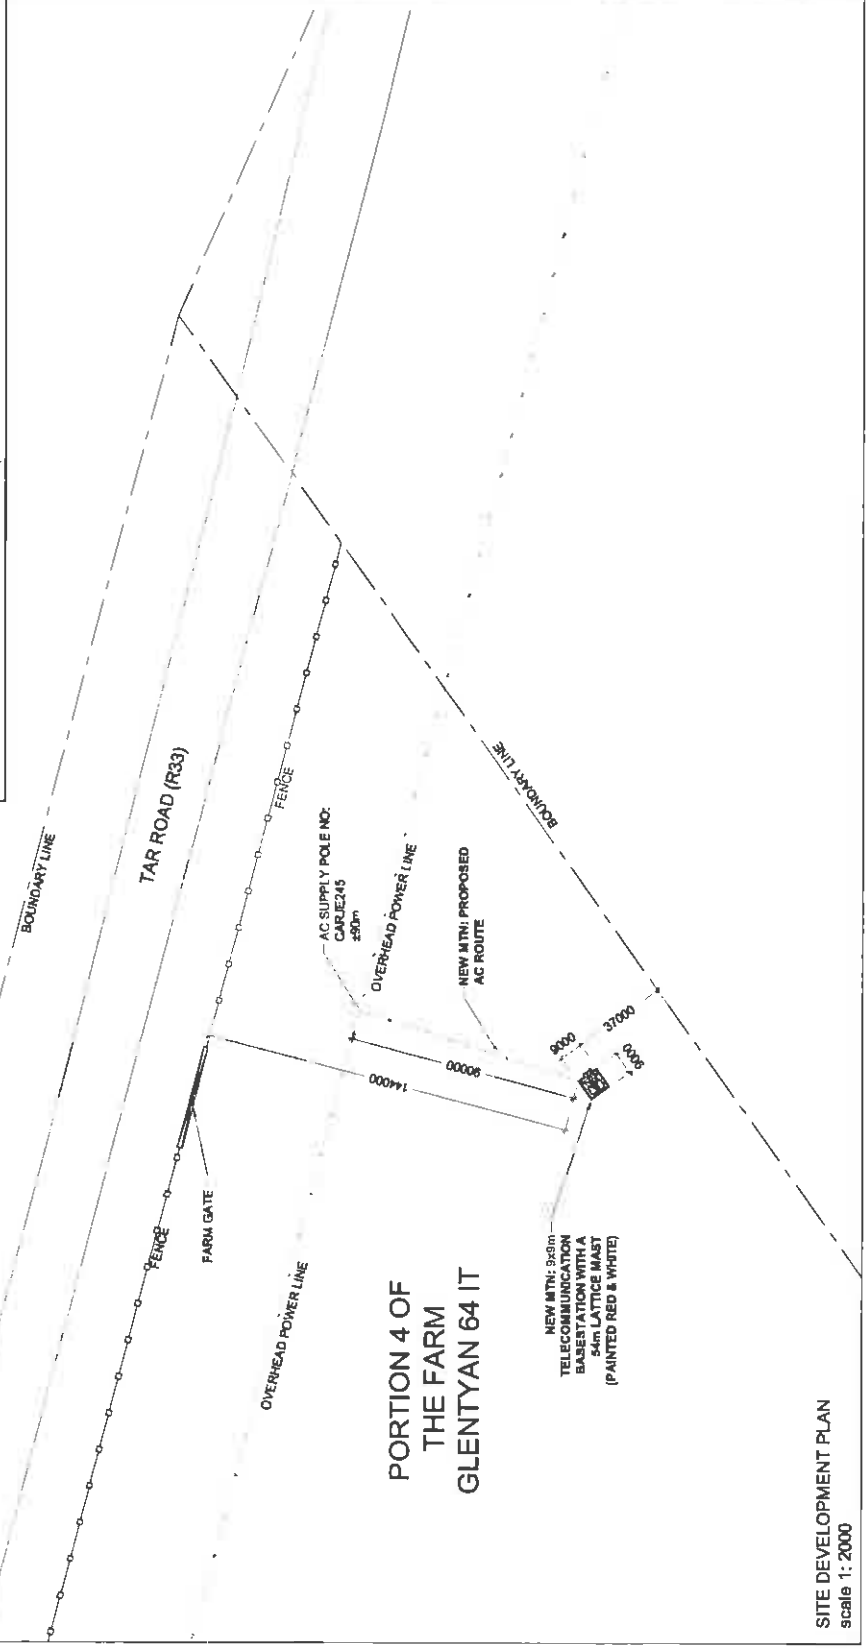 BOUNDARY LINE
TAR ROAD (R33)
FENCE
AC SUPPLY POLE NO:
CARJE245
±90m
OVERHEAD POWER LINE
NEW MTN: PROPOSED
AC ROUTE
BOUNDARY LINE
144000
90000
9000
37000
9000
FARM GATE
FENCE
OVERHEAD POWER LINE
PORTION 4 OF
THE FARM
GLENTYAN 64 IT
NEW MTN: 9x9m
TELECOMMUNICATION
BASESTATION WITH A
54m LATTICE MAST
(PAINTED RED & WHITE)
SITE DEVELOPMENT PLAN
scale 1: 2000